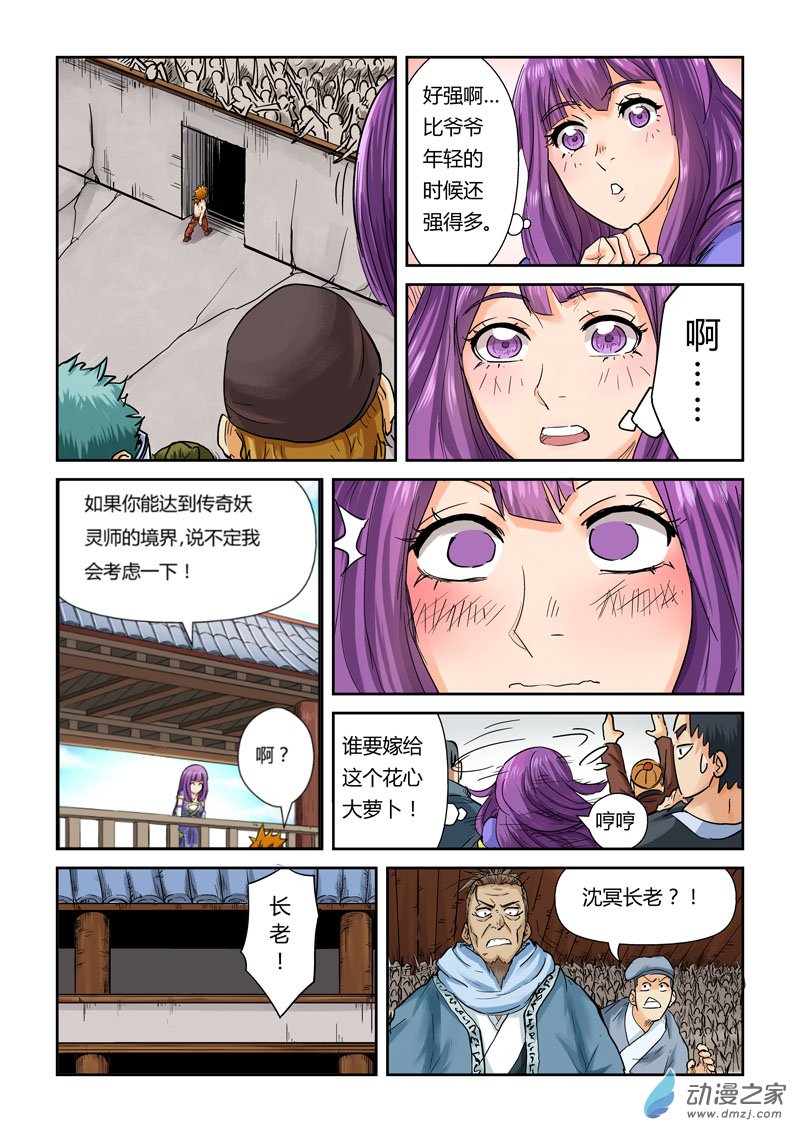 好强啊…
比爷爷
年轻的
时候还
强得多。
啊……
如果你能达到传奇妖
灵师的境界,说不定我
会考虑一下！
啊？
谁要嫁给
这个花心
大萝卜！
哼哼
长老！
沈冥长老？！
动漫之家
www.dmzj.com